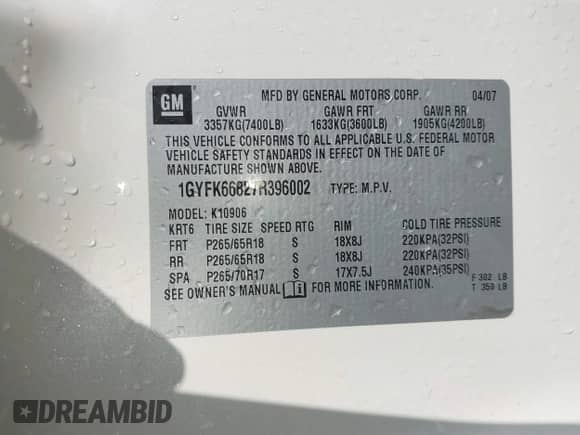 GM
MFD BY GENERAL MOTORS CORP. 04/07
GVWR GAWR FRT GAWR RR
3357KG(7400LB) 1633KG(3600LB) 1905KG(4200LB)
THIS VEHICLE CONFORMS TO ALL APPLICABLE U.S. FEDERAL MOTOR
VEHICLE SAFETY STANDARDS IN EFFECT ON THE DATE OF
MANUFACTURE SHOWN ABOVE.
1GYFK66827R396002 TYPE: M.P.V.
MODEL: K10906
KRT6 TIRE SIZE SPEED RTG RIM COLD TIRE PRESSURE
FRT P265/65R18 S 18X8J 220KPA(32PSI)
RR P265/65R18 S 18X8J 220KPA(32PSI)
SPA P265/70R17 S 17X7.5J 240KPA(35PSI)
F 302 LB
T 350 LB
SEE OWNER'S MANUAL FOR MORE INFORMATION.
DREAMBID